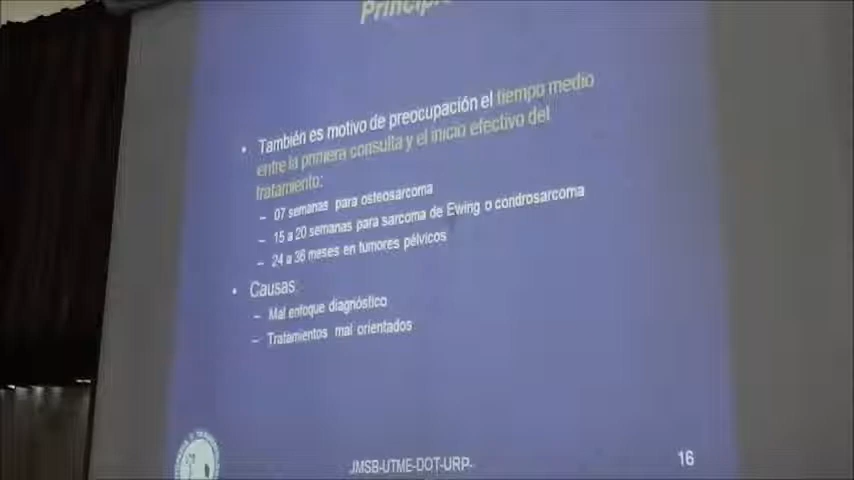 También es motivo de preocupación el tiempo medio
entre la primera consulta y el inicio efectivo del
tratamiento:
– 07 semanas para osteosarcoma
– 15 a 20 semanas para sarcoma de Ewing o condrosarcoma
– 24 a 36 meses en tumores pélvicos
Causas:
– Mal enfoque diagnóstico
– Tratamientos mal orientados
JMSB-UTME-DOT-URP-
16